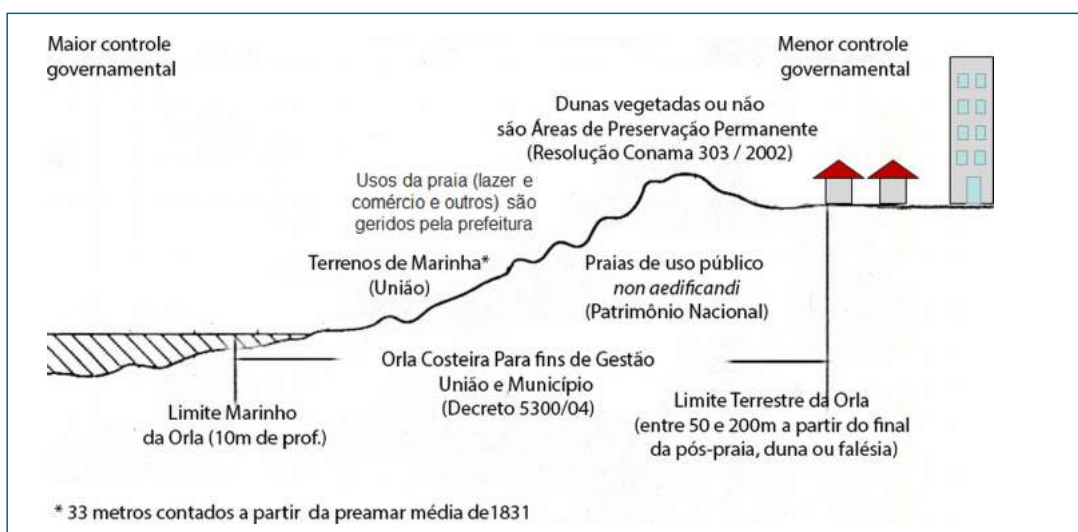 Maior controle
governamental
Menor controle
governamental
Dunas vegetadas ou não
são Áreas de Preservação Permanente
(Resolução Conama 303 / 2002)
Usos da praia (lazer e
comércio e outros) são
geridos pela prefeitura
Terrenos de Marinha*
(União)
Praias de uso público
non aedificandi
(Patrimônio Nacional)
Orla Costeira Para fins de Gestão
União e Município
(Decreto 5300/04)
Limite Marinho
da Orla (10m de prof.)
Limite Terrestre da Orla
(entre 50 e 200m a partir do final
da pós-praia, duna ou falésia)
* 33 metros contados a partir da preamar média de1831